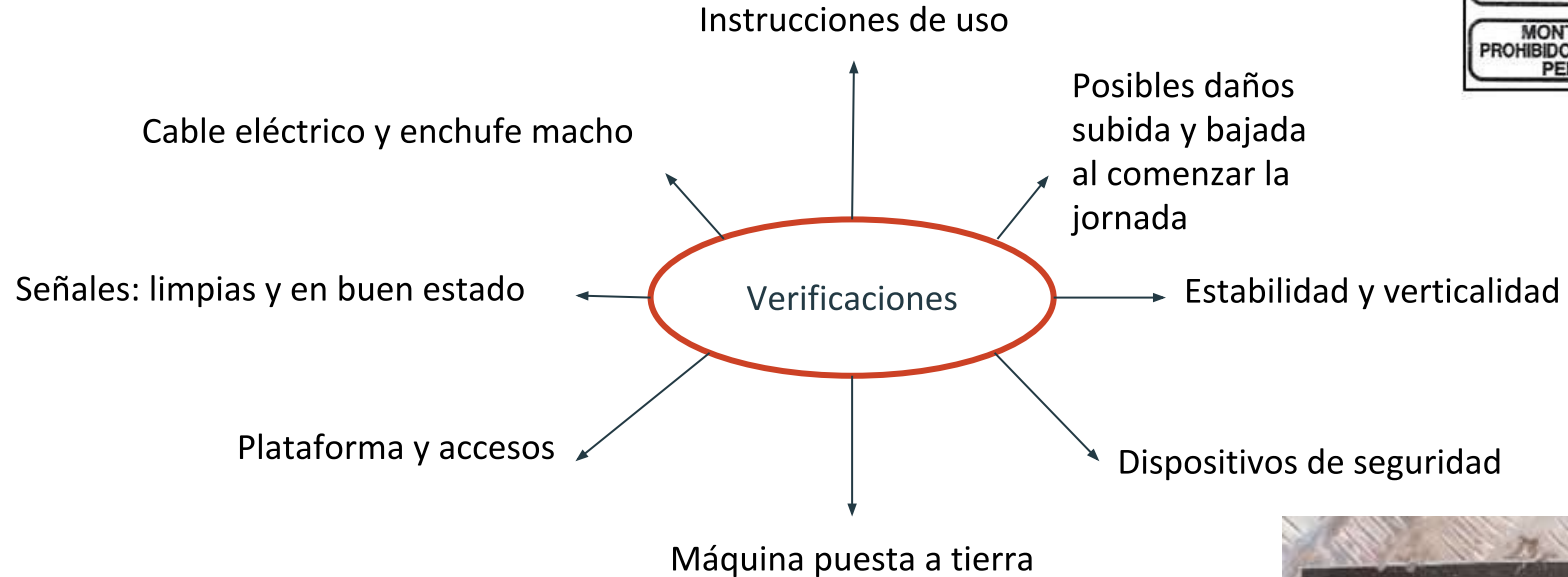 Instrucciones de uso
Posibles daños
subida y bajada
al comenzar la
jornada
Cable eléctrico y enchufe macho
Señales: limpias y en buen estado
Verificaciones
Estabilidad y verticalidad
Plataforma y accesos
Dispositivos de seguridad
Máquina puesta a tierra